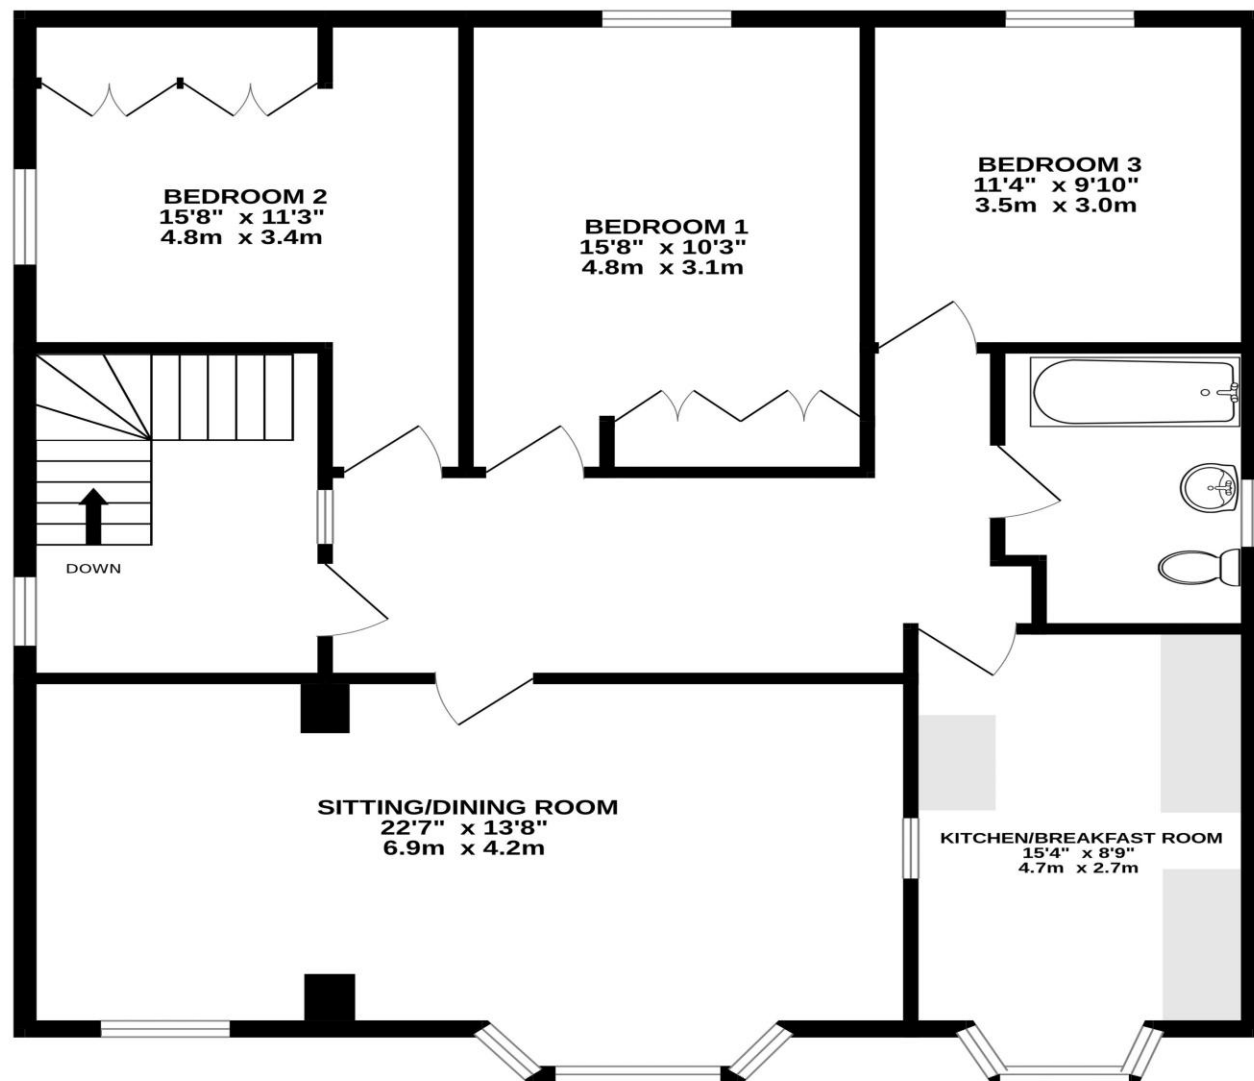 BEDROOM 2
15'8" x 11'3"
4.8m x 3.4m
BEDROOM 1
15'8" x 10'3"
4.8m x 3.1m
BEDROOM 3
11'4" x 9'10"
3.5m x 3.0m
DOWN
SITTING/DINING ROOM
22'7" x 13'8"
6.9m x 4.2m
KITCHEN/BREAKFAST ROOM
15'4" x 8'9"
4.7m x 2.7m